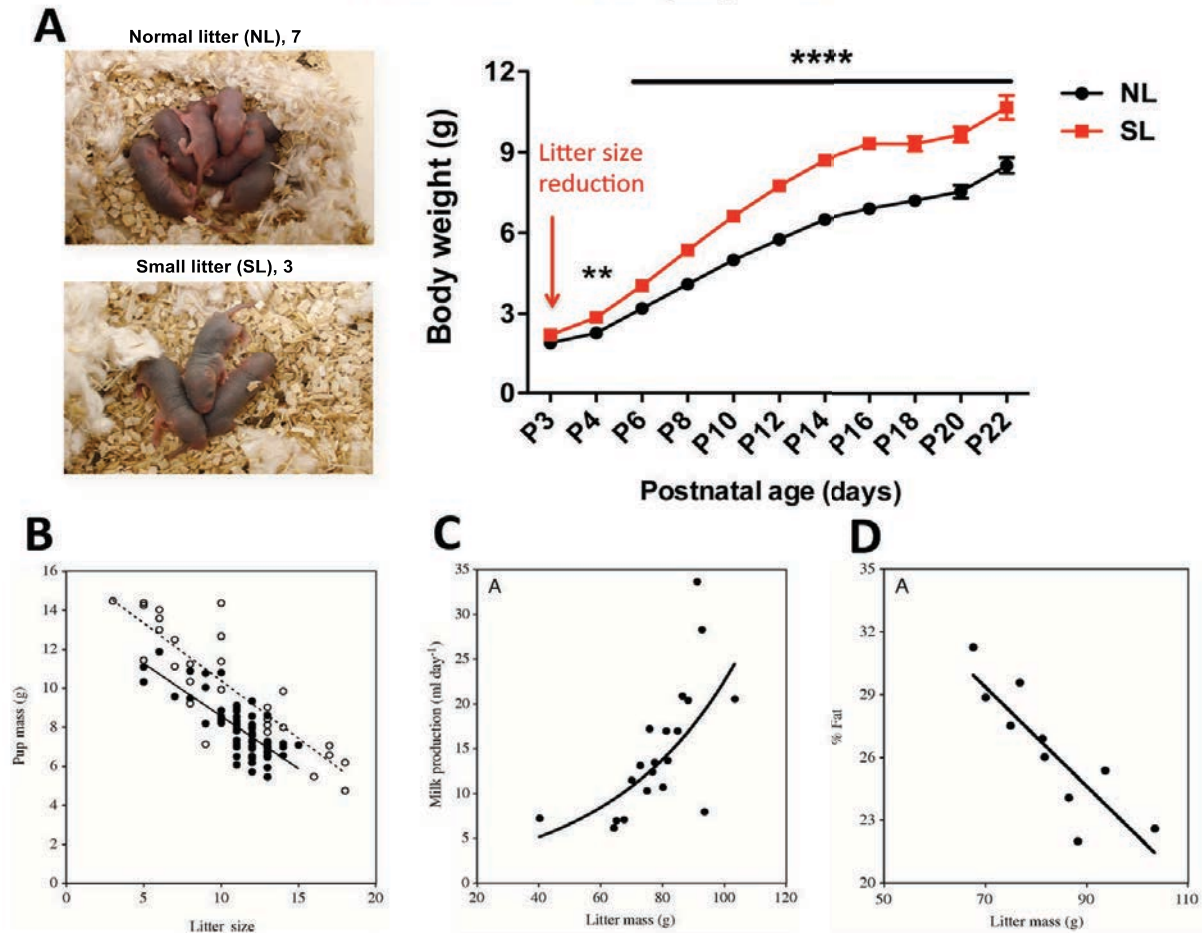 A
Normal litter (NL), 7
Small litter (SL), 3
Body weight (g)
12
9
6
3
0
****
Litter size
reduction
**
NL
SL
P3
P4
P6
P8
P10
P12
P14
P16
P18
P20
P22
Postnatal age (days)
B
Pup mass (g)
16
14
12
10
8
6
4
2
0
0
5
10
15
20
Litter size
C
A
Milk production (ml day⁻¹)
35
30
25
20
15
10
5
0
20
40
60
80
100
120
Litter mass (g)
D
A
% Fat
35
32
29
26
23
20
50
70
90
110
Litter mass (g)